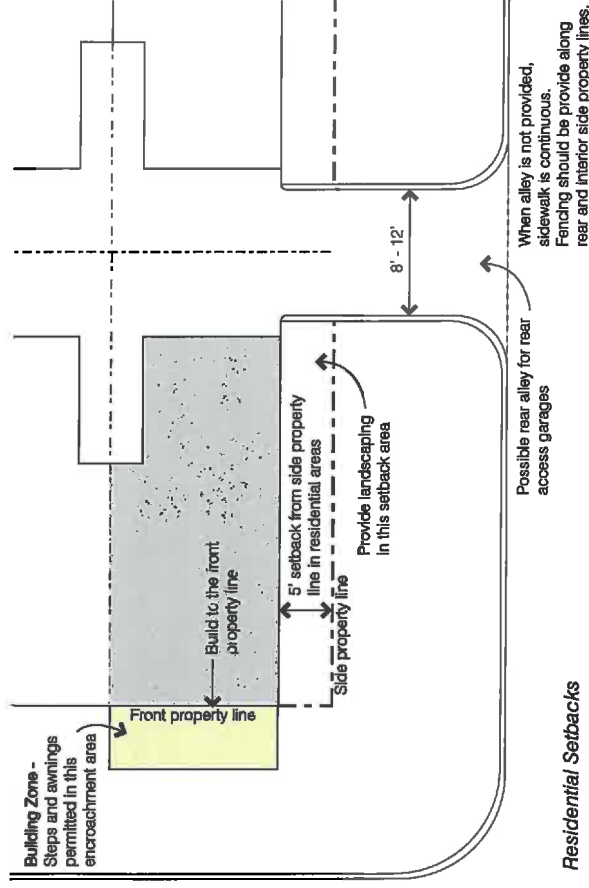 Building Zone -
Steps and awnings
permitted in this
encroachment area
Front property line
Build to the front
property line
5' setback from side property
line in residential areas
Side property line
Provide landscaping
in this setback area
8' - 12'
Possible rear alley for rear
access garages
When alley is not provided,
sidewalk is continuous.
Fencing should be provide along
rear and interior side property lines.
Residential Setbacks